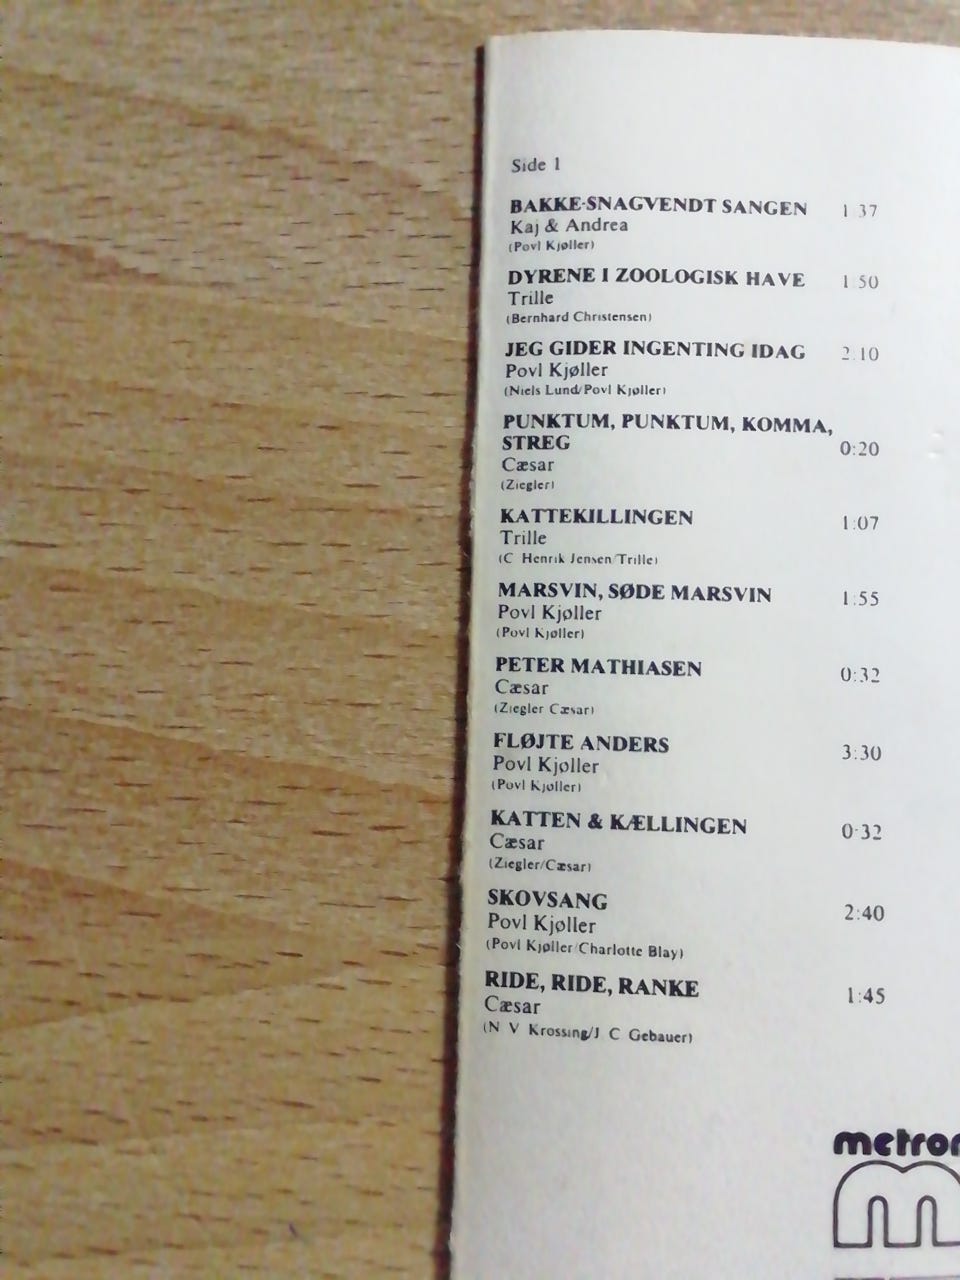 Side 1
BAKKE-SNAGVENDT SANGEN 1:37
Kaj & Andrea
(Povl Kjøller)
DYRENE I ZOOLOGISK HAVE 1:50
Trille
(Bernhard Christensen)
JEG GIDER INGENTING IDAG 2:10
Povl Kjøller
(Niels Lund/Povl Kjøller)
PUNKTUM, PUNKTUM, KOMMA,
STREG 0:20
Cæsar
(Ziegler)
KATTEKILLINGEN 1:07
Trille
(C Henrik Jensen/Trille)
MARSVIN, SØDE MARSVIN 1:55
Povl Kjøller
(Povl Kjøller)
PETER MATHIASEN 0:32
Cæsar
(Ziegler Cæsar)
FLØJTE ANDERS 3:30
Povl Kjøller
(Povl Kjøller)
KATTEN & KÆLLINGEN 0:32
Cæsar
(Ziegler/Cæsar)
SKOVSANG 2:40
Povl Kjøller
(Povl Kjøller/Charlotte Blay)
RIDE, RIDE, RANKE 1:45
Cæsar
(N V Krossing/J C Gebauer)
metror
m